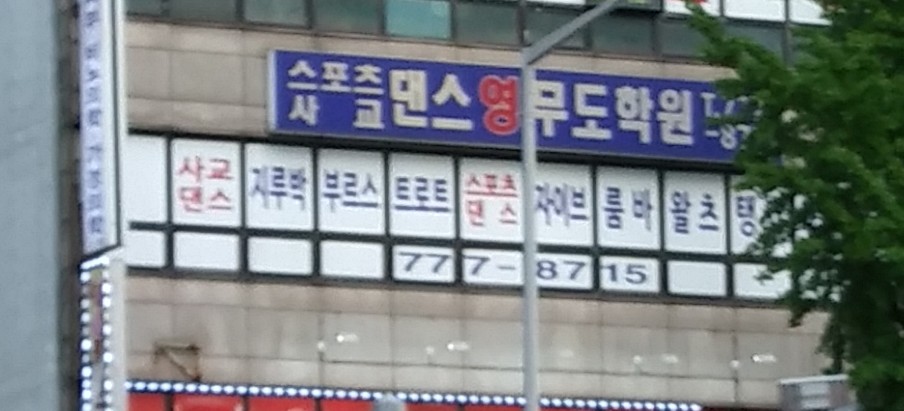 스포츠 댄스 영 무도학원
사교
사교 지루박 부르스 트로트 스포츠 자이브 룸바 왈츠 탱
댄스 댄스
777-8715